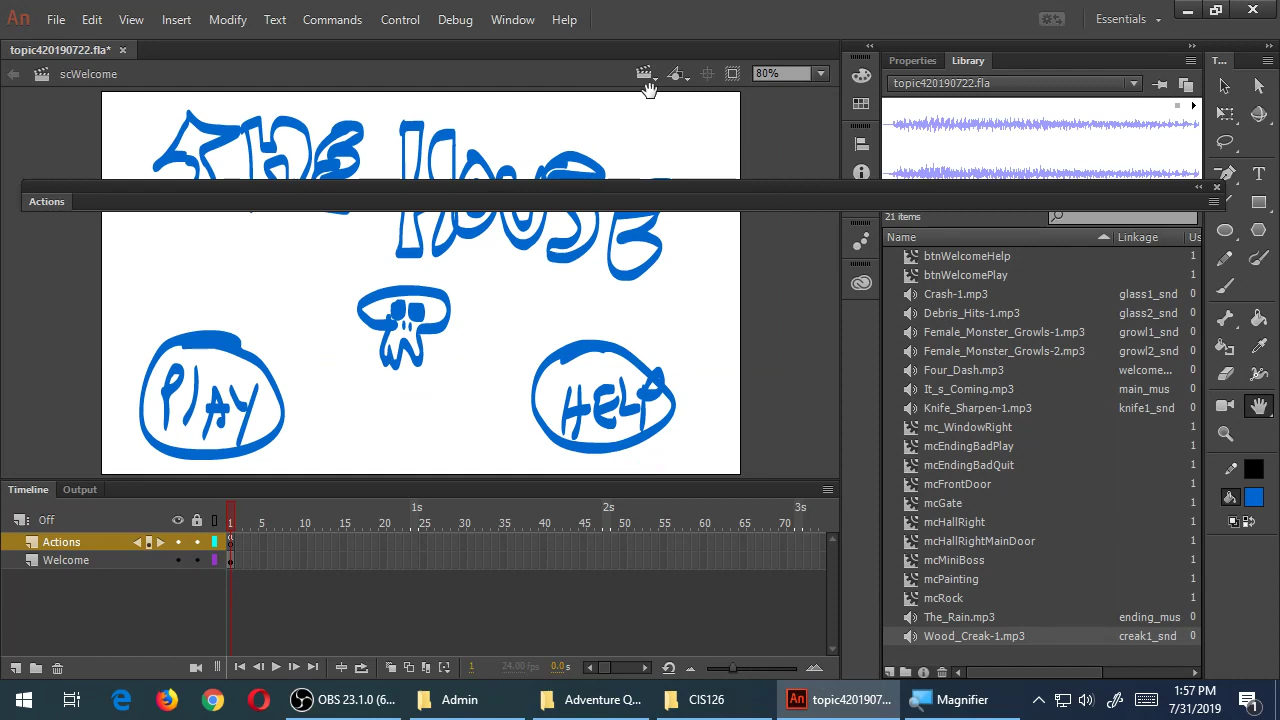 An File Edit View Insert Modify Text Commands Control Debug Window Help Essentials
topic420190722.fla* ×
scWelcome 80%
THE HOUSE
PLAY
HELP
Actions
Properties Library T...
topic420190722.fla
21 items
Name Linkage Us
btnWelcomeHelp 1
btnWelcomePlay 1
Crash-1.mp3 glass1_snd 0
Debris_Hits-1.mp3 glass2_snd 0
Female_Monster_Growls-1.mp3 growl1_snd 0
Female_Monster_Growls-2.mp3 growl2_snd 0
Four_Dash.mp3 welcome... 0
It_s_Coming.mp3 main_mus 0
Knife_Sharpen-1.mp3 knife1_snd 0
mc_WindowRight 1
mcEndingBadPlay 1
mcEndingBadQuit 1
mcFrontDoor 1
mcGate 1
mcHallRight 1
mcHallRightMainDoor 1
mcMiniBoss 1
mcPainting 1
mcRock 1
The_Rain.mp3 ending_mus 0
Wood_Creak-1.mp3 creak1_snd 0
Timeline Output
1s 2s 3s
Off 1 5 10 15 20 25 30 35 40 45 50 55 60 65 70
Actions
Welcome
1 24.00 fps 0.0 s
OBS 23.1.0 (6... Admin Adventure Q... CIS126 An topic4201907... Magnifier 1:57 PM
7/31/2019 1